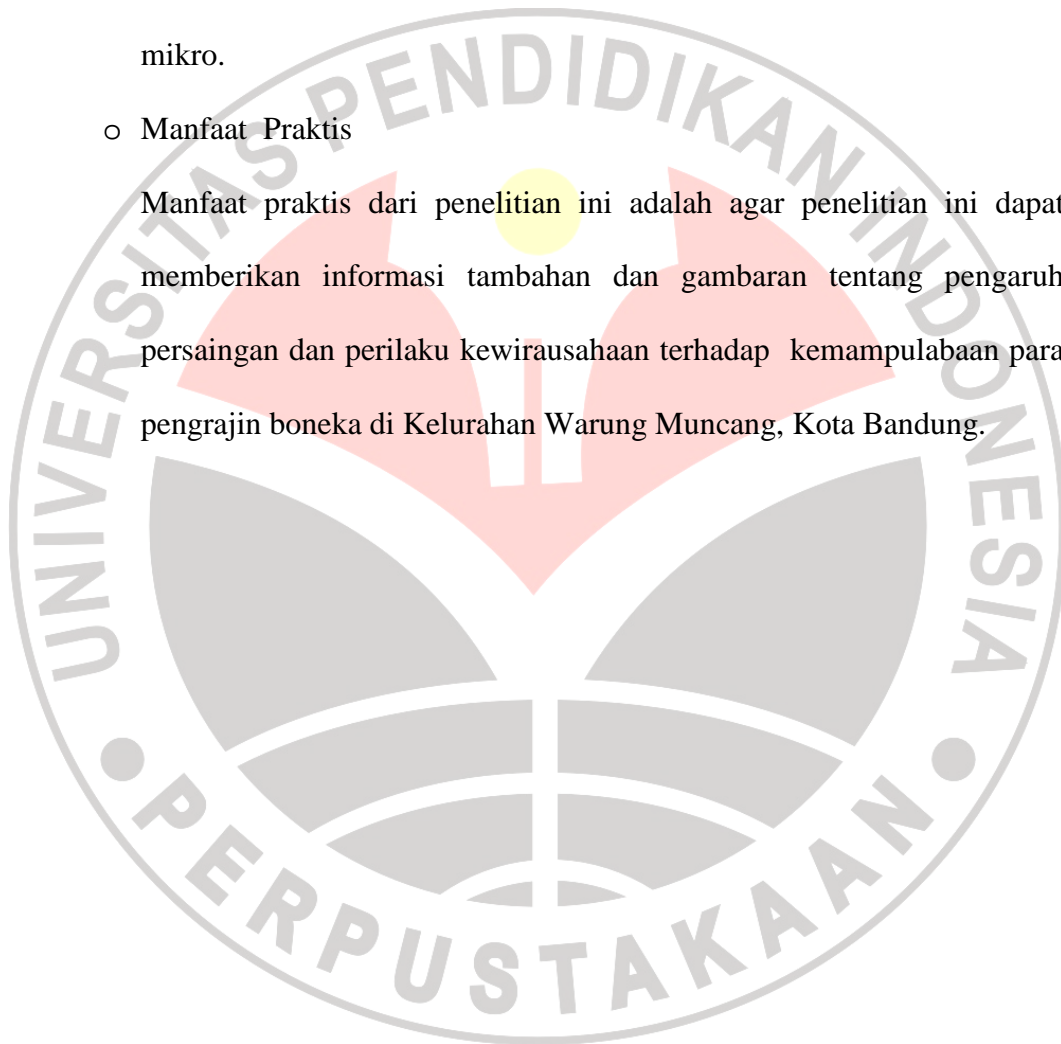 mikro.
o Manfaat Praktis
Manfaat praktis dari penelitian ini adalah agar penelitian ini dapat
memberikan informasi tambahan dan gambaran tentang pengaruh
persaingan dan perilaku kewirausahaan terhadap kemampulabaan para
pengrajin boneka di Kelurahan Warung Muncang, Kota Bandung.
UNIVERSITAS PENDIDIKAN INDONESIA
PERPUSTAKAAN